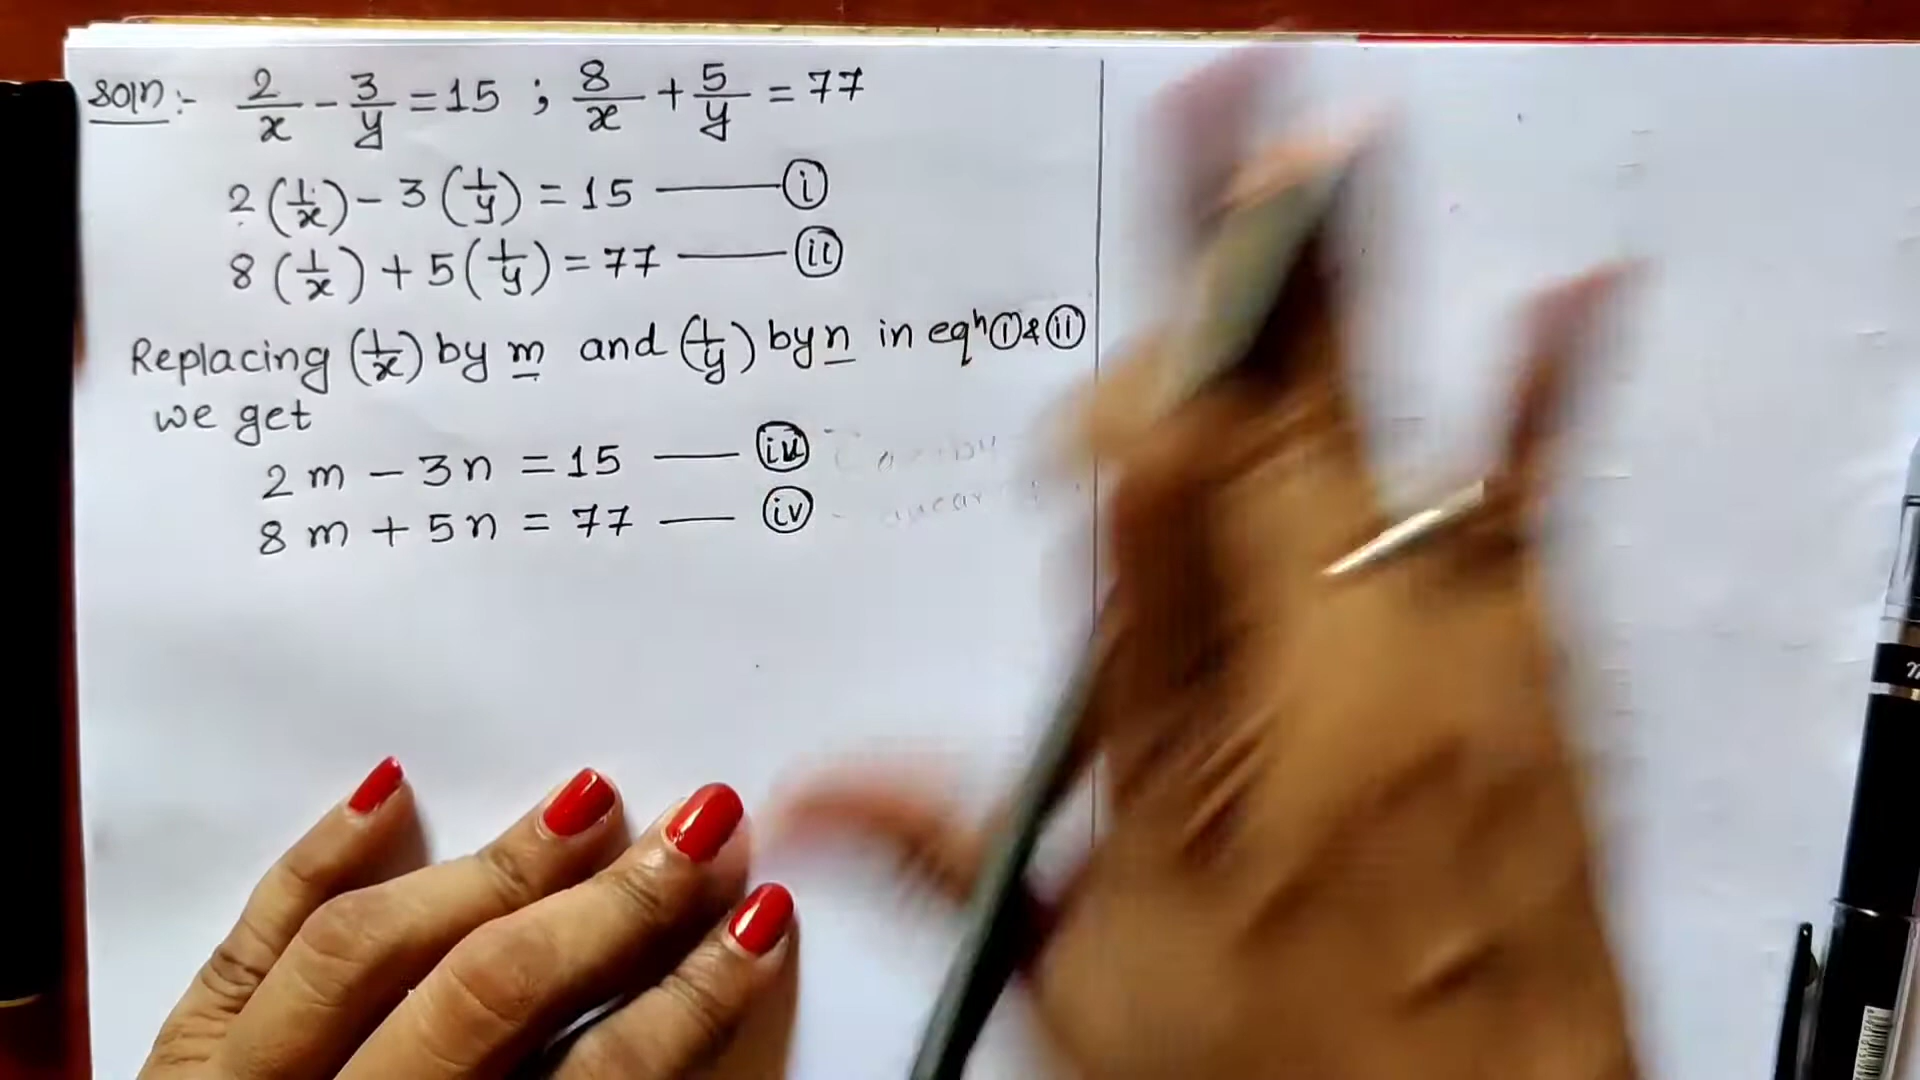 soln:- 2/x - 3/y = 15 ; 8/x + 5/y = 77
2(1/x) - 3(1/y) = 15 —— (i)
8(1/x) + 5(1/y) = 77 —— (ii)
Replacing (1/x) by m and (1/y) by n in eqn (i) & (ii)
we get
2m - 3n = 15 —— (iii)
8m + 5n = 77 —— (iv)